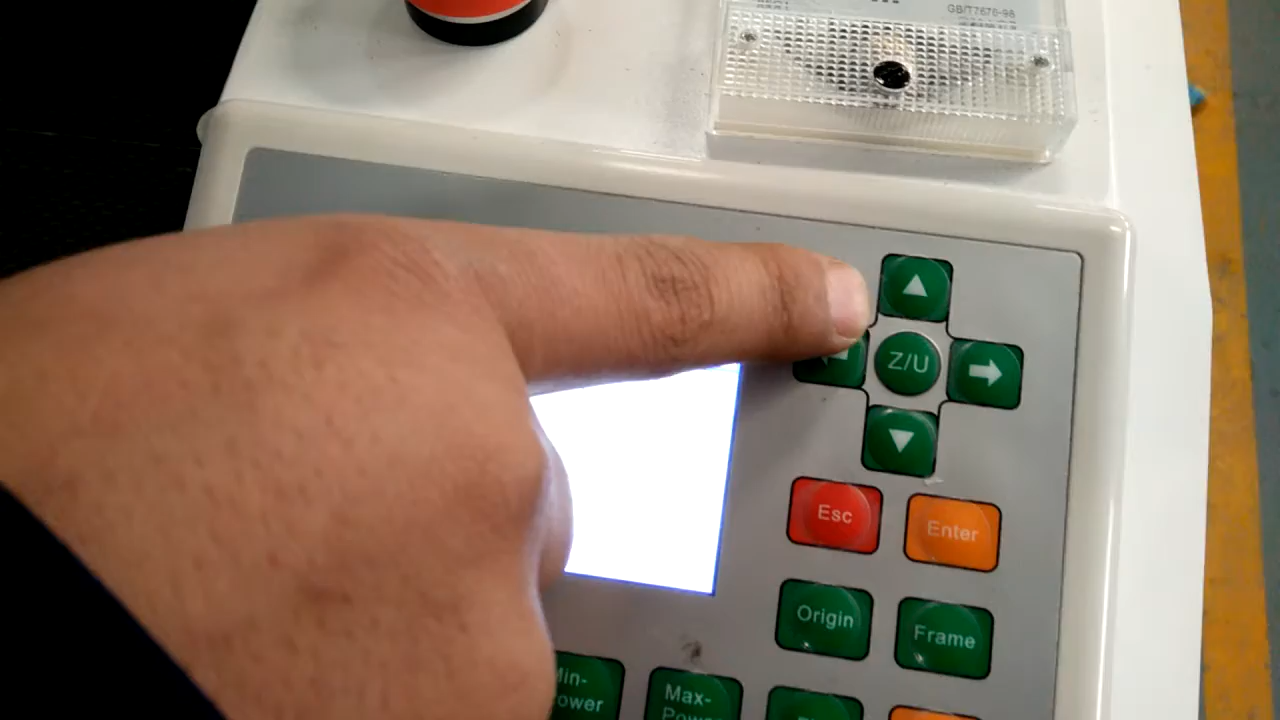 GB/T7676-98
Z/U
Esc
Enter
Origin
Frame
Min-
Power
Max-
Power